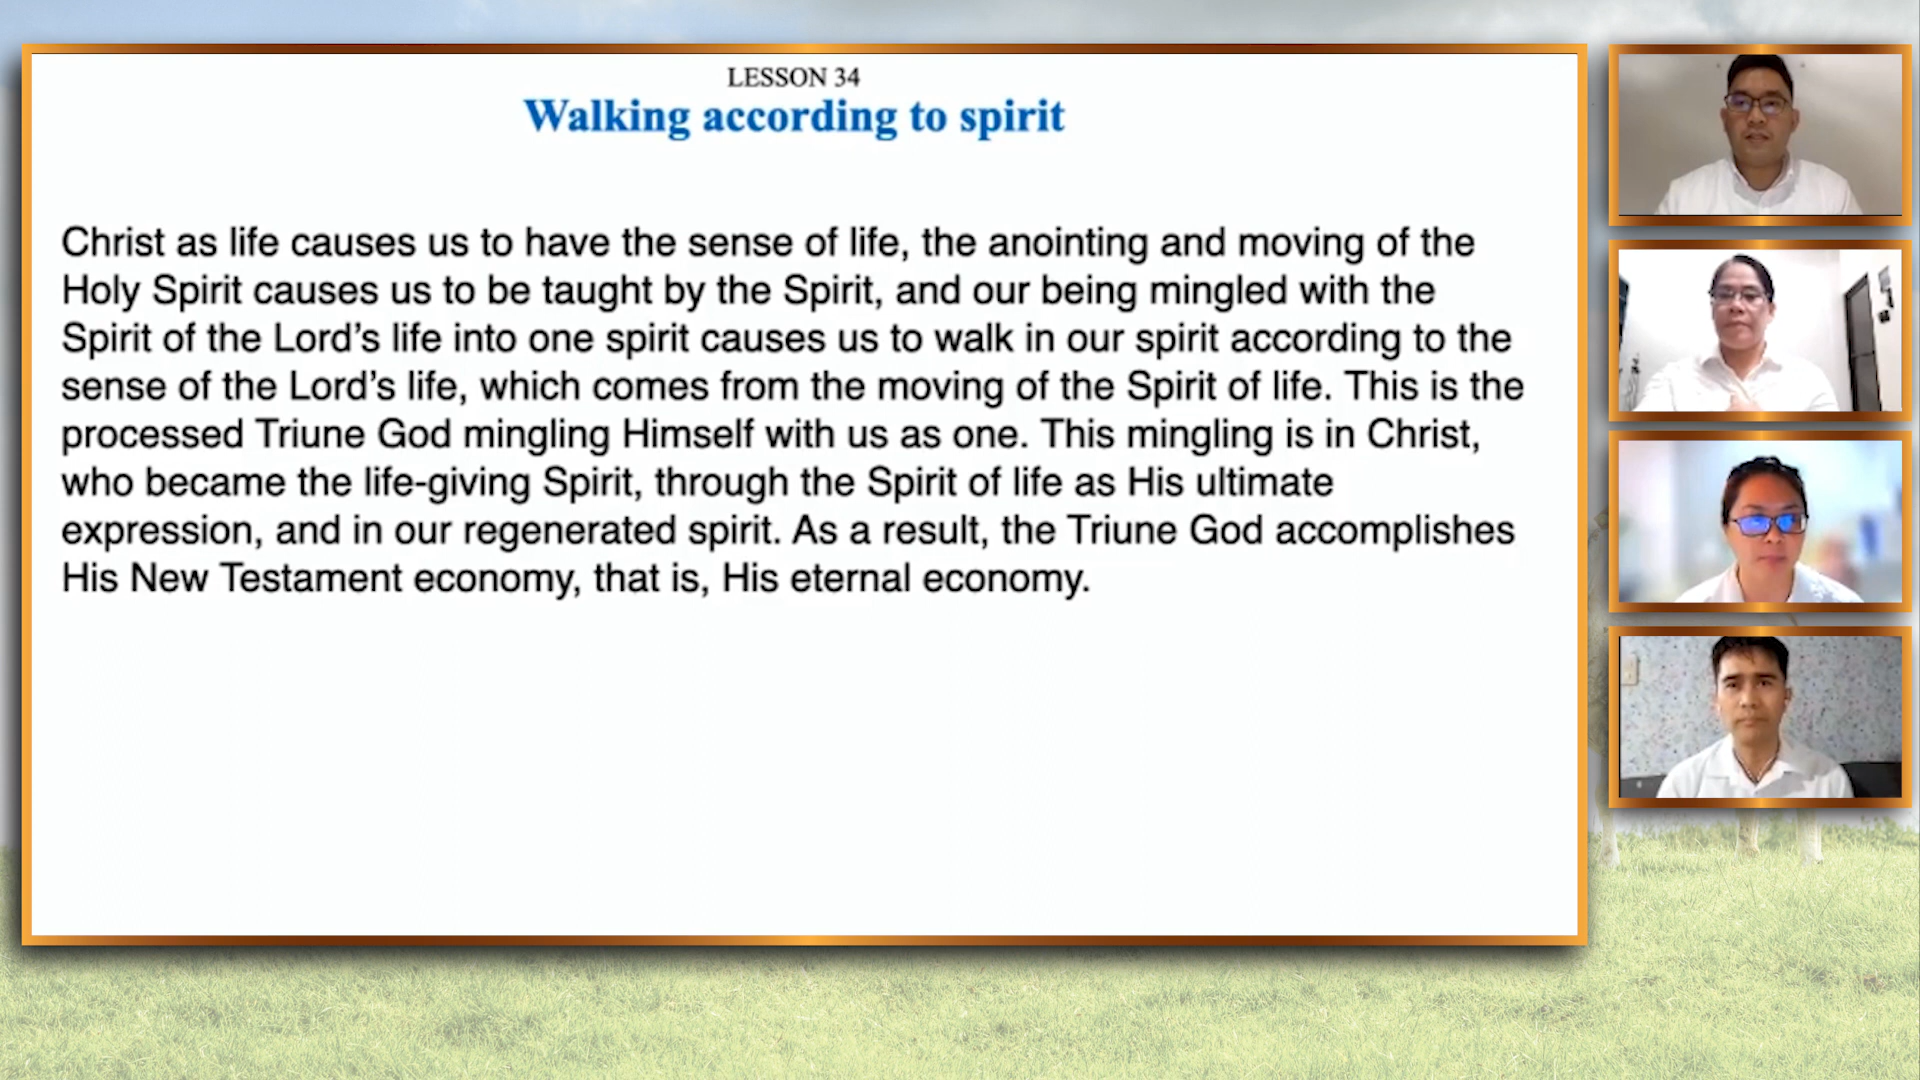 LESSON 34
Walking according to spirit
Christ as life causes us to have the sense of life, the anointing and moving of the
Holy Spirit causes us to be taught by the Spirit, and our being mingled with the
Spirit of the Lord’s life into one spirit causes us to walk in our spirit according to the
sense of the Lord’s life, which comes from the moving of the Spirit of life. This is the
processed Triune God mingling Himself with us as one. This mingling is in Christ,
who became the life-giving Spirit, through the Spirit of life as His ultimate
expression, and in our regenerated spirit. As a result, the Triune God accomplishes
His New Testament economy, that is, His eternal economy.